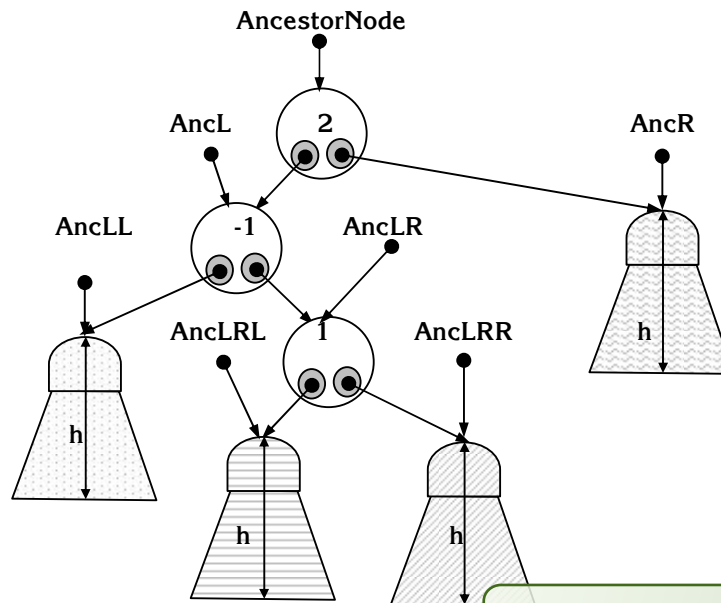 AncestorNode
2
AncL
AncR
-1
AncLL
AncLR
AncLRL
1
AncLRR
h
h
h
h